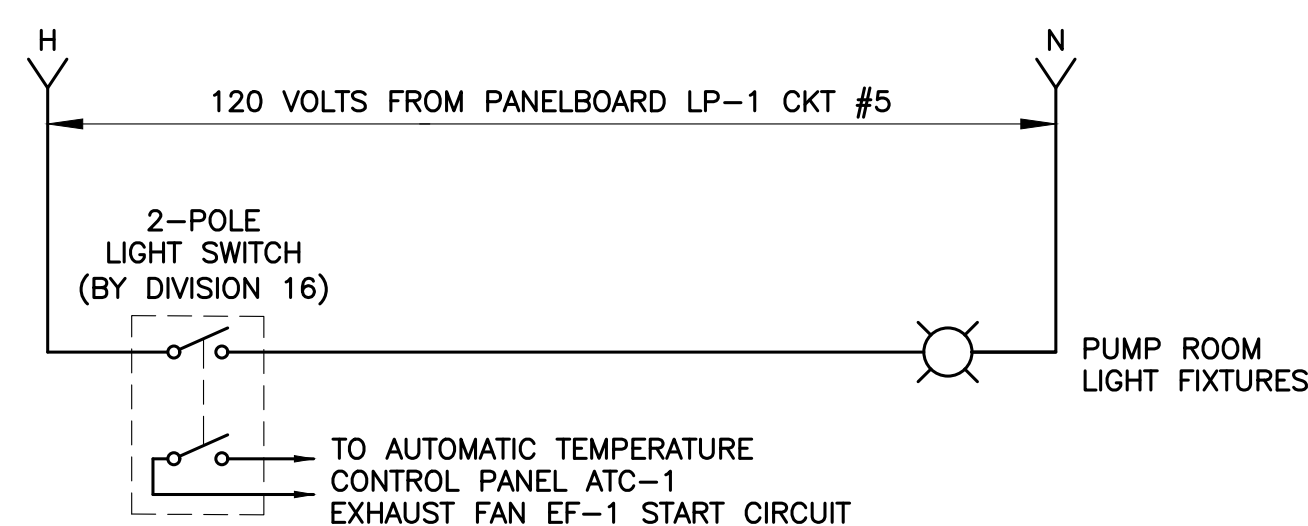 H
N
120 VOLTS FROM PANELBOARD LP-1 CKT #5
2-POLE
LIGHT SWITCH
(BY DIVISION 16)
PUMP ROOM
LIGHT FIXTURES
TO AUTOMATIC TEMPERATURE
CONTROL PANEL ATC-1
EXHAUST FAN EF-1 START CIRCUIT